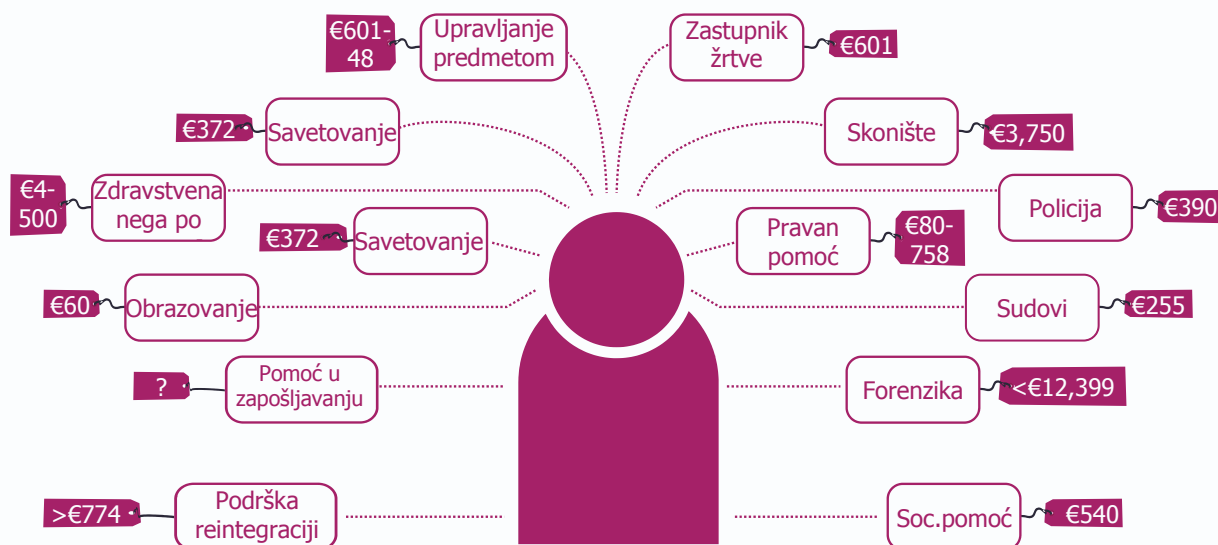 €601-
48
Upravljanje
predmetom
Zastupnik
žrtve
€601
€372
Savetovanje
Skonište
€3,750
€4-
500
Zdravstvena
nega po
€372
Savetovanje
Pravan
pomoć
€80-
758
Policija
€390
€60
Obrazovanje
Sudovi
€255
?
Pomoć u
zapošljavanju
Forenzika
<€12,399
>€774
Podrška
reintegraciji
Soc.pomoć
€540